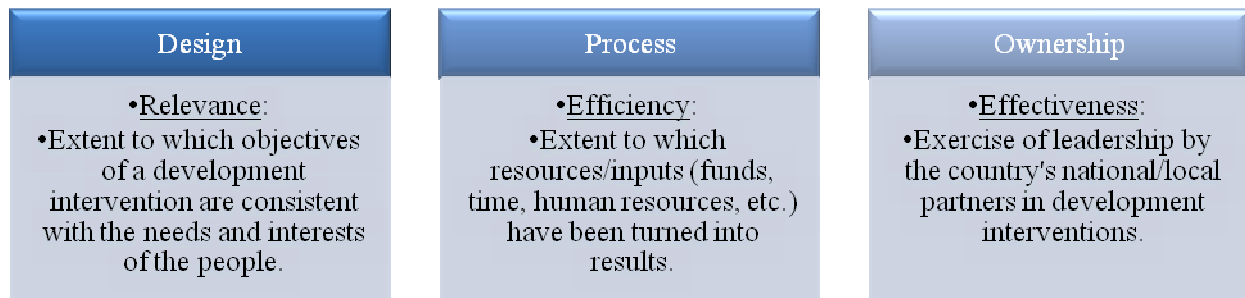 Design
•Relevance:
•Extent to which objectives
of a development
intervention are consistent
with the needs and interests
of the people.
Process
•Efficiency:
•Extent to which
resources/inputs (funds,
time, human resources, etc.)
have been turned into
results.
Ownership
•Effectiveness:
•Exercise of leadership by
the country's national/local
partners in development
interventions.